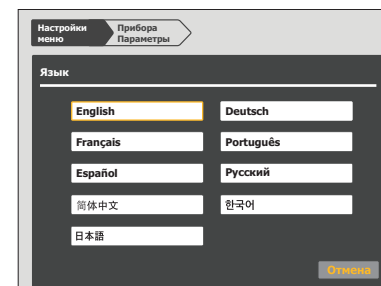 Настройки меню
Прибора Параметры
Язык
English
Deutsch
Français
Português
Español
Русский
简体中文
한국어
日本語
Отмена